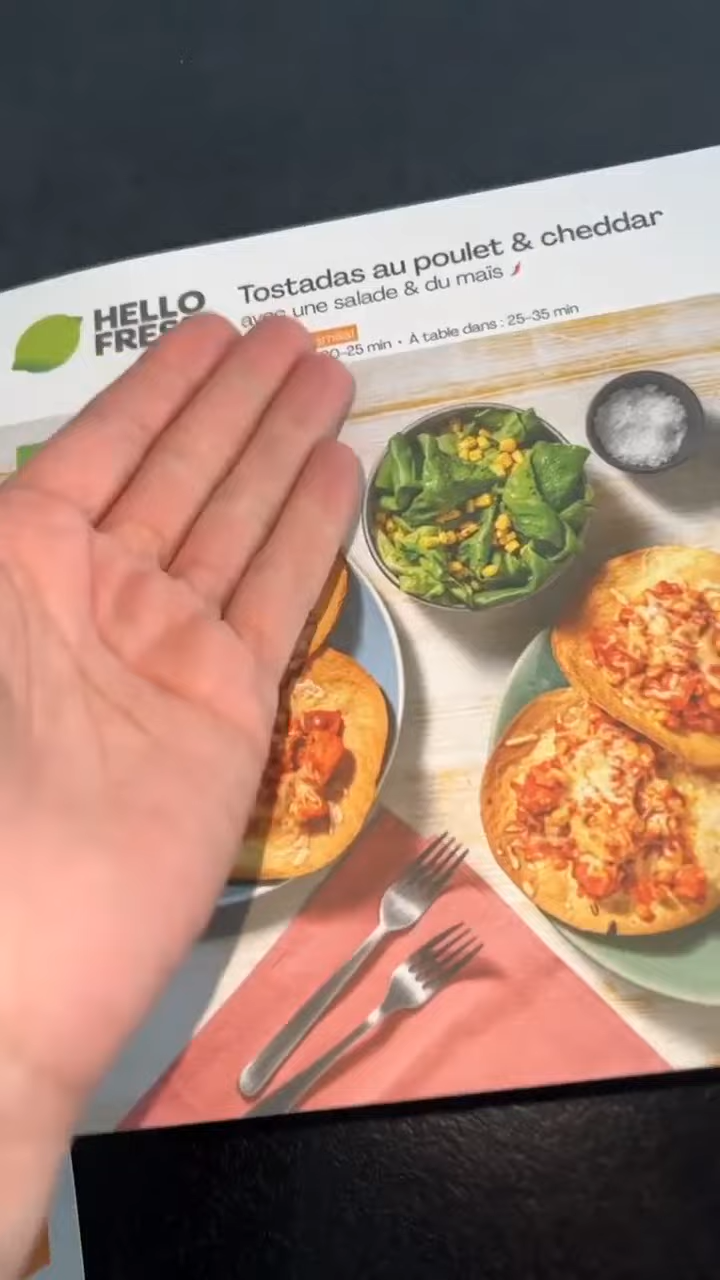 HELLO
FRES
Tostadas au poulet & cheddar
avec une salade & du maïs
20-25 min • À table dans : 25-35 min